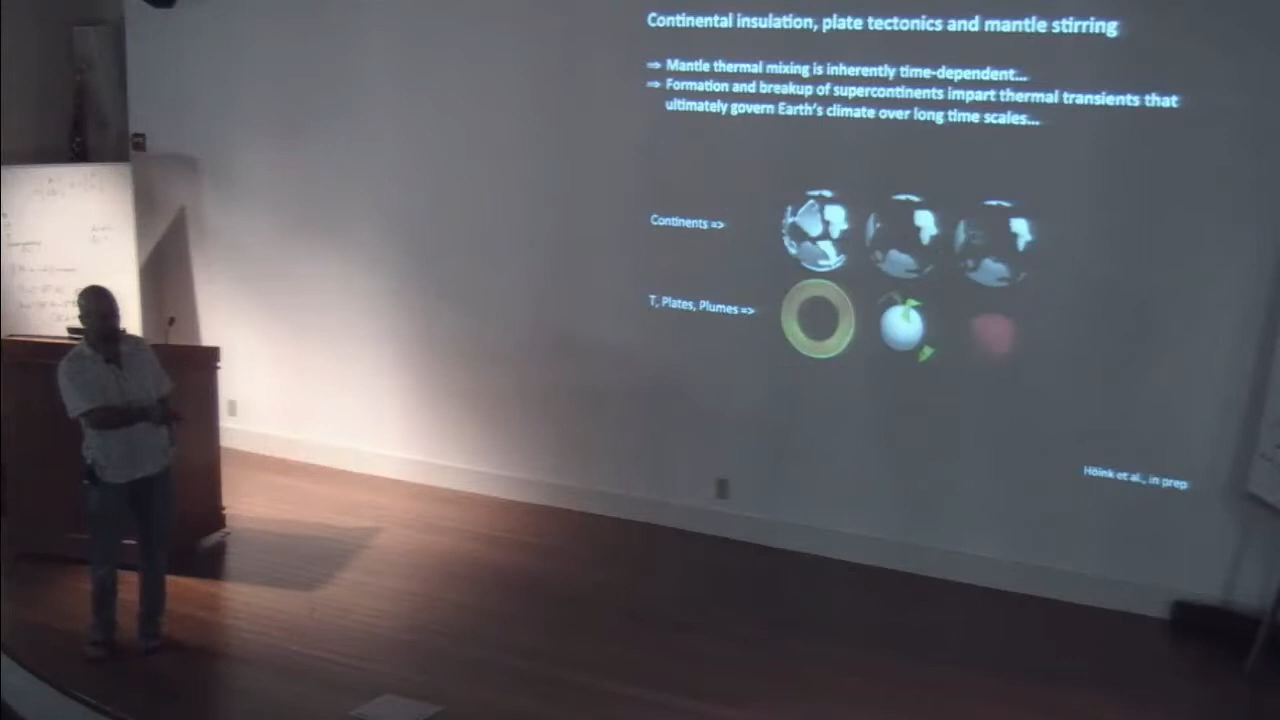 Continental insulation, plate tectonics and mantle stirring
⇒ Mantle thermal mixing is inherently time-dependent...
⇒ Formation and breakup of supercontinents impart thermal transients that
ultimately govern Earth's climate over long time scales...
Continents =>
T, Plates, Plumes =>
Höink et al., in prep